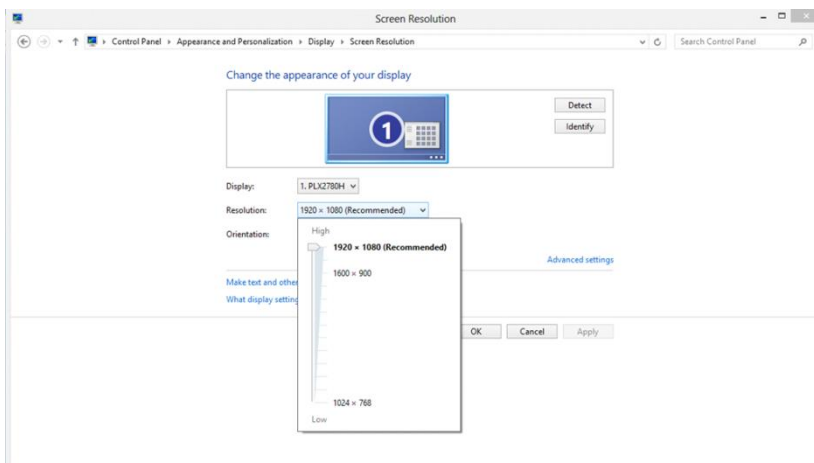 Screen Resolution
Control Panel Appearance and Personalization Display Screen Resolution
Search Control Panel
Change the appearance of your display
1
Detect
Identify
Display:
1. PLX2780H
Resolution:
1920 × 1080 (Recommended)
Orientation:
High
1920 × 1080 (Recommended)
1600 × 900
1024 × 768
Low
Advanced settings
Make text and other
What display setting
OK
Cancel
Apply